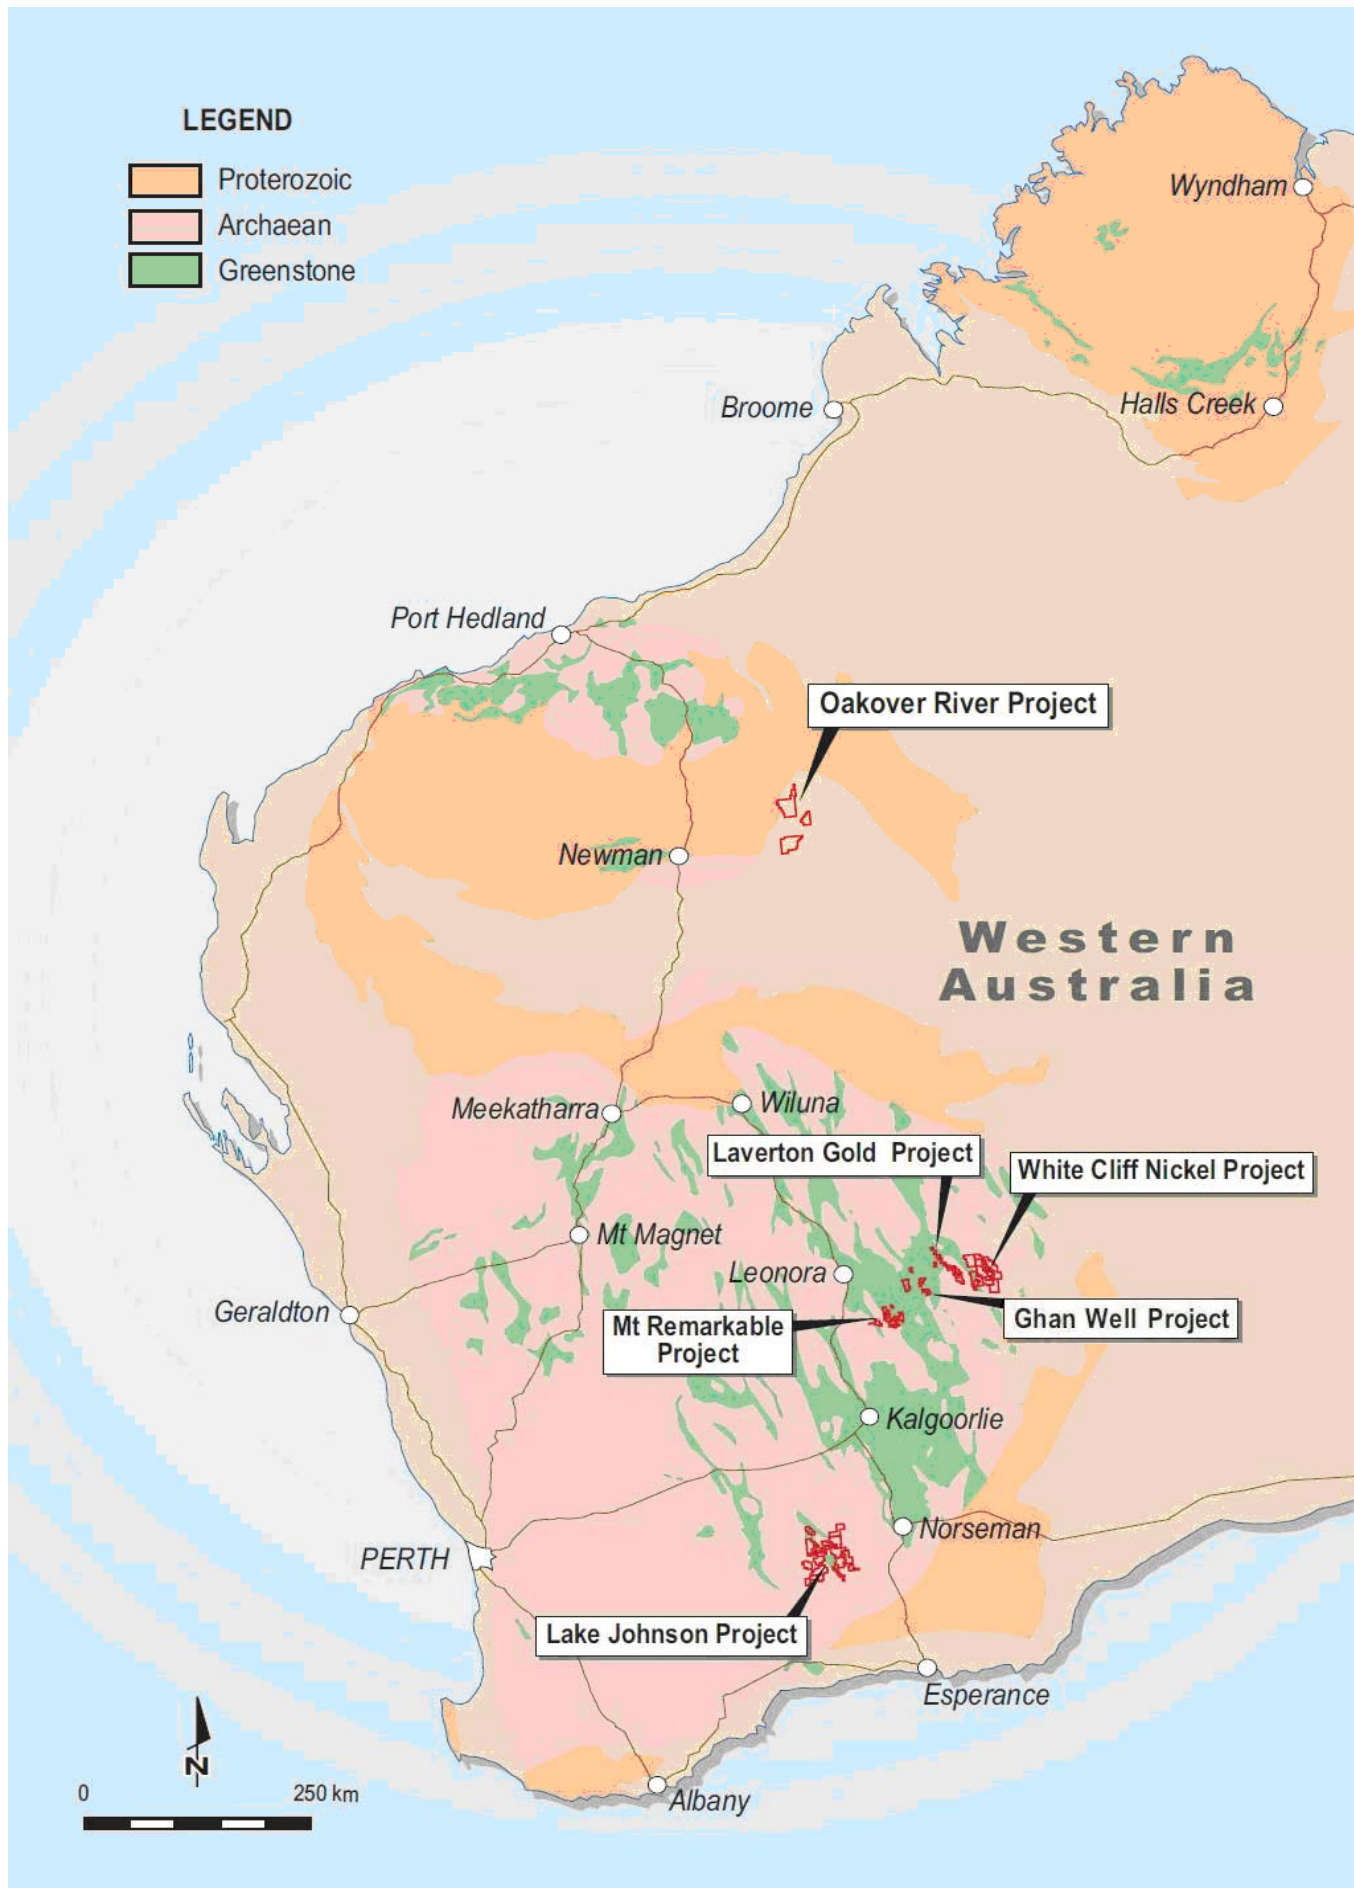 LEGEND
Proterozoic
Archaean
Greenstone
Wyndham
Halls Creek
Broome
Port Hedland
Oakover River Project
Newman
Western
Australia
Meekatharra
Wiluna
Laverton Gold Project
White Cliff Nickel Project
Mt Magnet
Leonora
Geraldton
Ghan Well Project
Mt Remarkable
Project
Kalgoorlie
Norseman
PERTH
Lake Johnson Project
Esperance
N
0
250 km
Albany